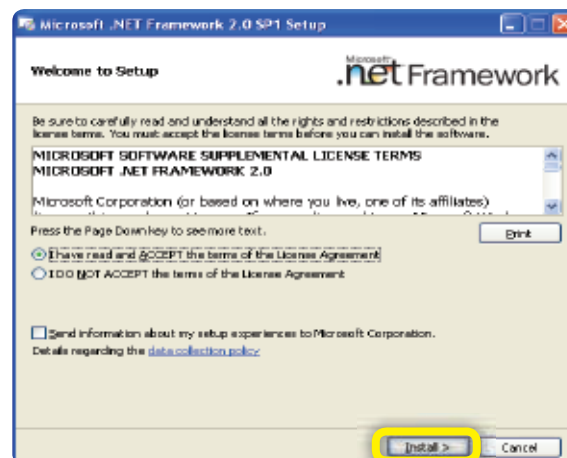 Microsoft .NET Framework 2.0 SP1 Setup
Welcome to Setup
Microsoft
.net Framework
Be sure to carefully read and understand all the rights and restrictions described in the
license terms. You must accept the license terms before you can install the software.
MICROSOFT SOFTWARE SUPPLEMENTAL LICENSE TERMS
MICROSOFT .NET FRAMEWORK 2.0
Microsoft Corporation (or based on where you live, one of its affiliates)
Press the Page Down key to see more text.
Print
I have read and ACCEPT the terms of the License Agreement
I DO NOT ACCEPT the terms of the License Agreement
Send information about my setup experiences to Microsoft Corporation.
Details regarding the data collection policy
Install >
Cancel